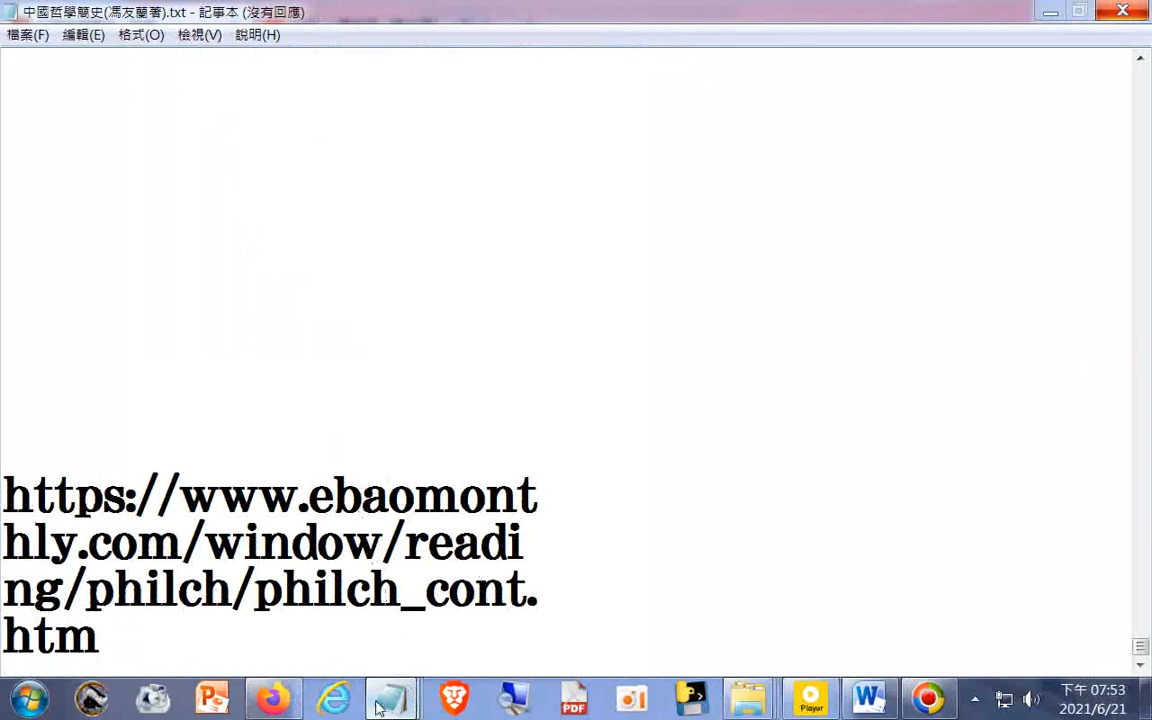 中國哲學簡史(馮友蘭著).txt - 記事本 (沒有回應)
檔案(F) 編輯(E) 格式(O) 檢視(V) 說明(H)
https://www.ebaomont
hly.com/window/readi
ng/philch/philch_cont.
htm
PDF
Player
下午 07:53
2021/6/21